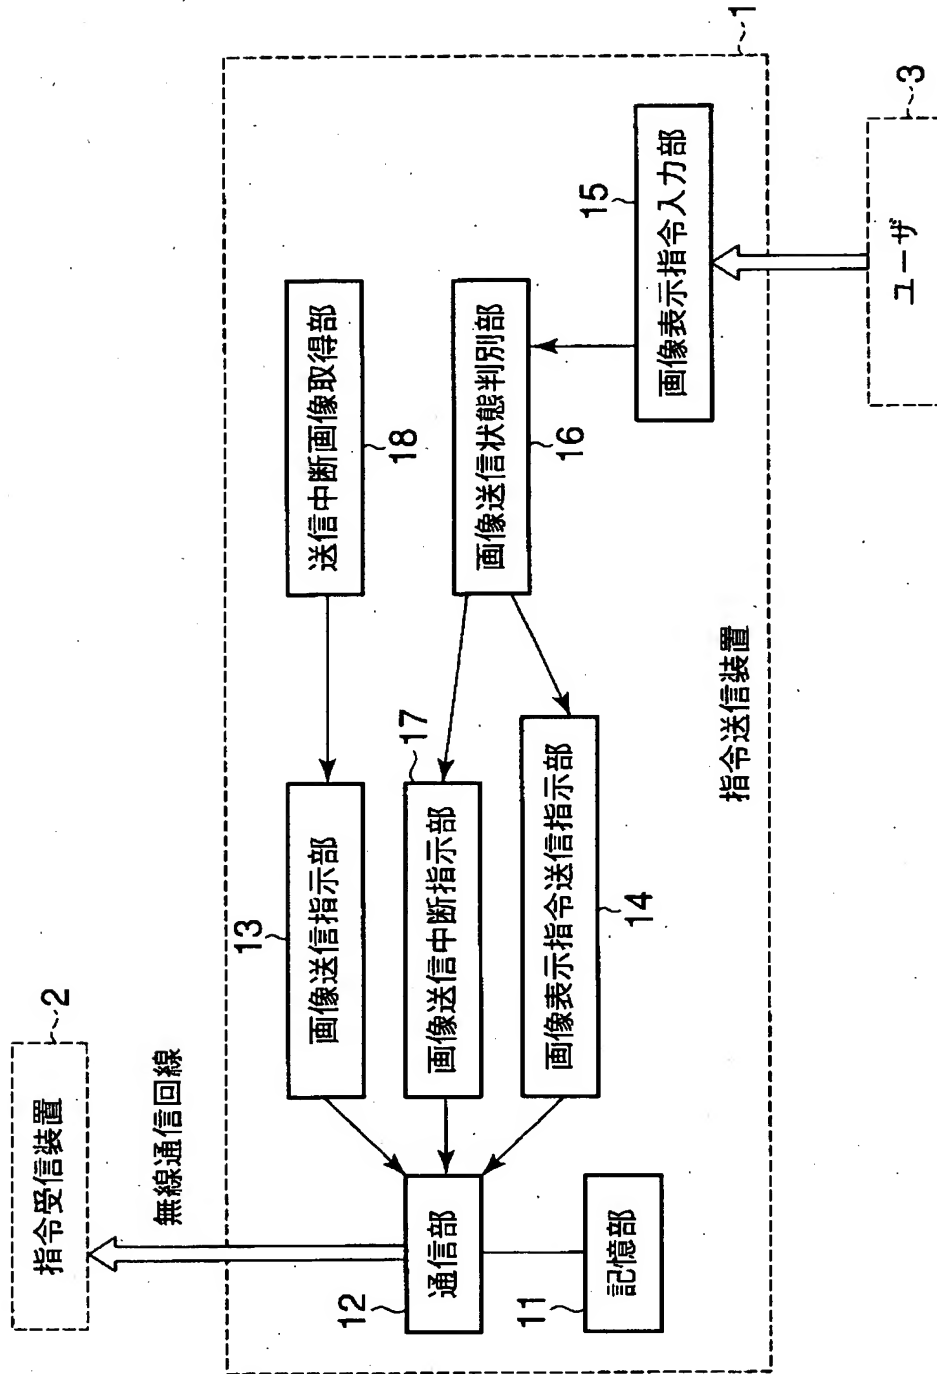 指令受信装置
2
無線通信回線
通信部
12
記憶部
11
画像送信指示部
13
画像送信中断指示部
17
画像表示指令送信指示部
14
送信中断画像取得部
18
画像送信状態判別部
16
画像表示指令入力部
15
指令送信装置
1
ユーザ
3